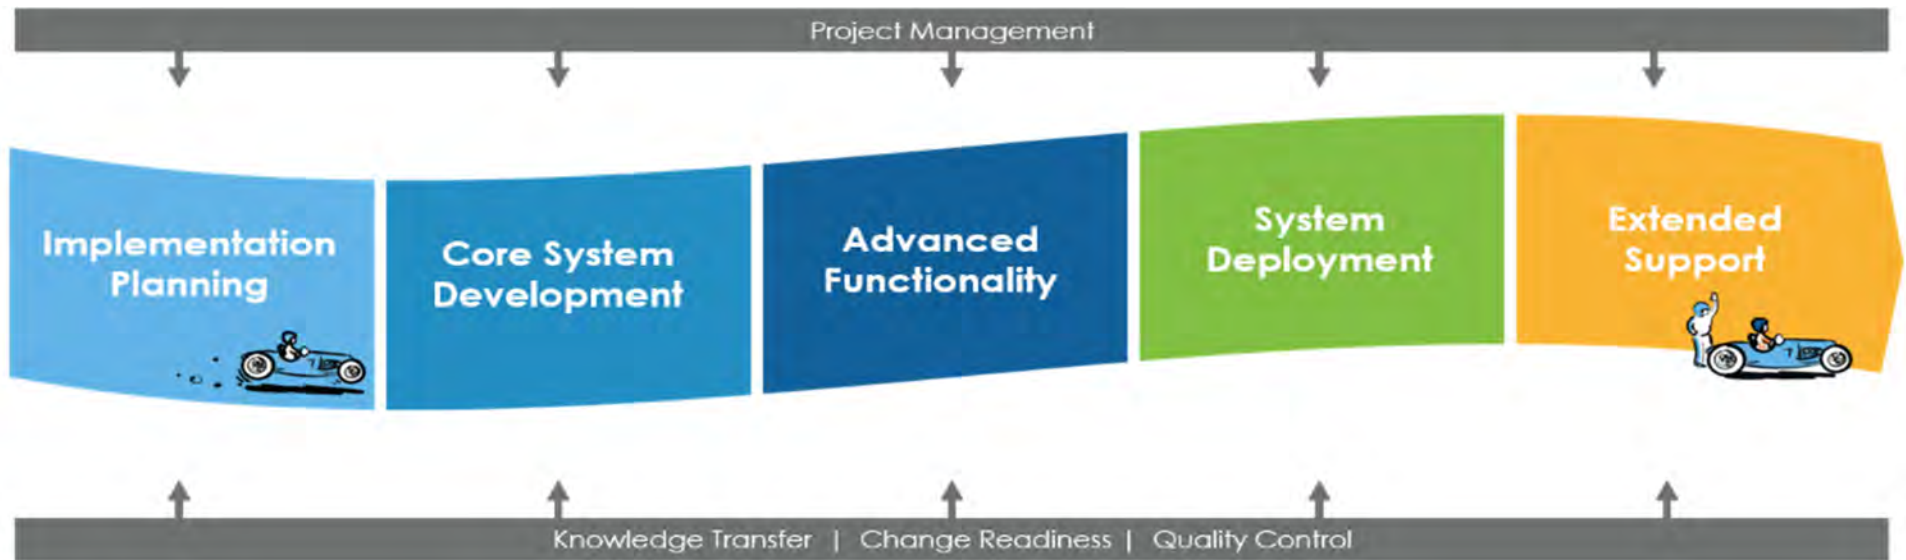 Project Management
Implementation
Planning
Core System
Development
Advanced
Functionality
System
Deployment
Extended
Support
Knowledge Transfer | Change Readiness | Quality Control